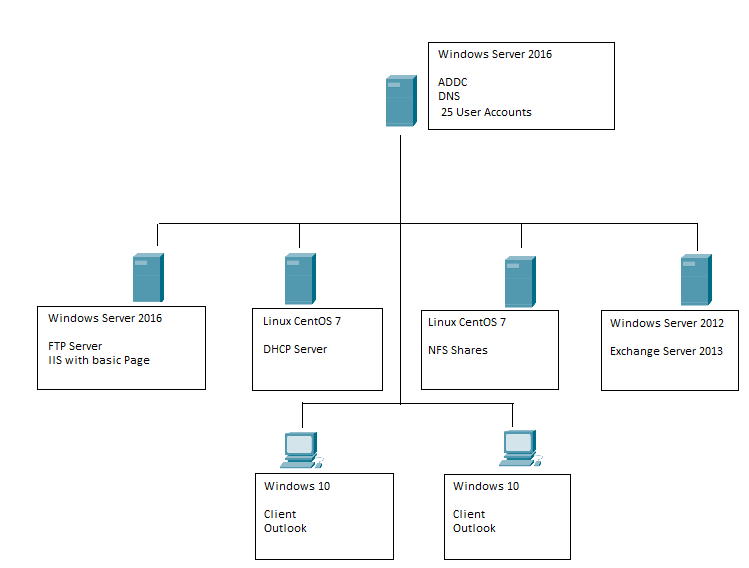 Windows Server 2016
ADDC
DNS
25 User Accounts
Windows Server 2016
FTP Server
IIS with basic Page
Linux CentOS 7
DHCP Server
Linux CentOS 7
NFS Shares
Windows Server 2012
Exchange Server 2013
Windows 10
Client
Outlook
Windows 10
Client
Outlook